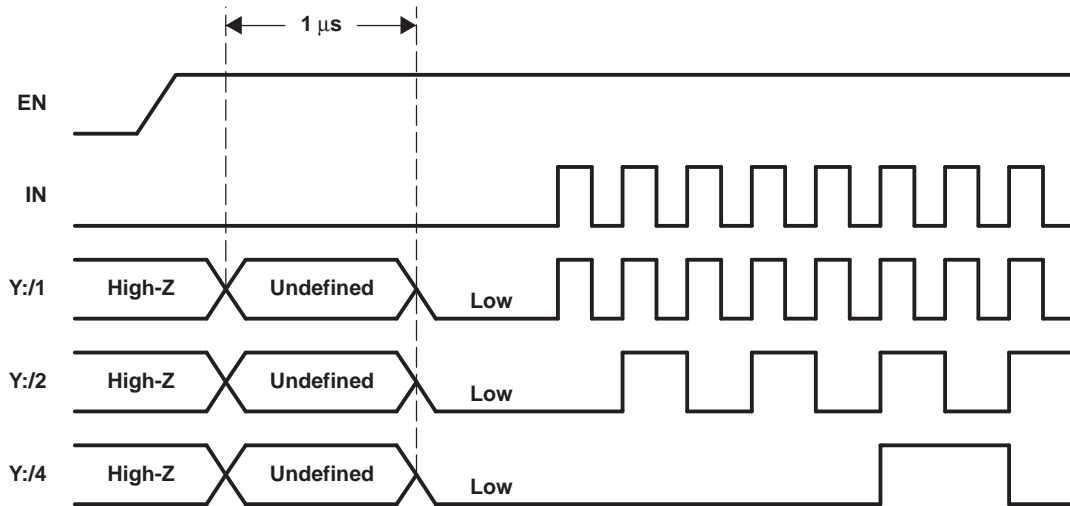 1 μs
EN
IN
Y:/1 High-Z Undefined Low
Y:/2 High-Z Undefined Low
Y:/4 High-Z Undefined Low